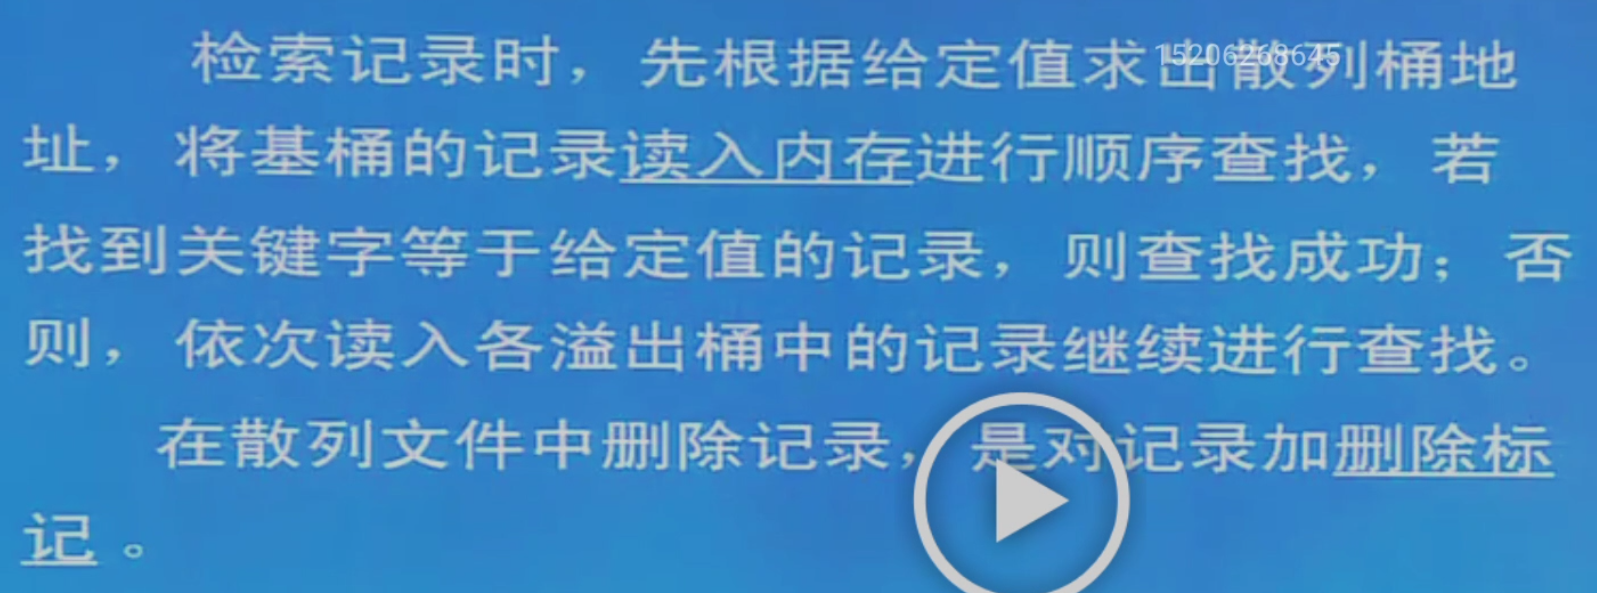 15206268645
检索记录时，先根据给定值求出散列桶地
址，将基桶的记录读入内存进行顺序查找，若
找到关键字等于给定值的记录，则查找成功；否
则，依次读入各溢出桶中的记录继续进行查找。
在散列文件中删除记录，是对记录加删除标
记。